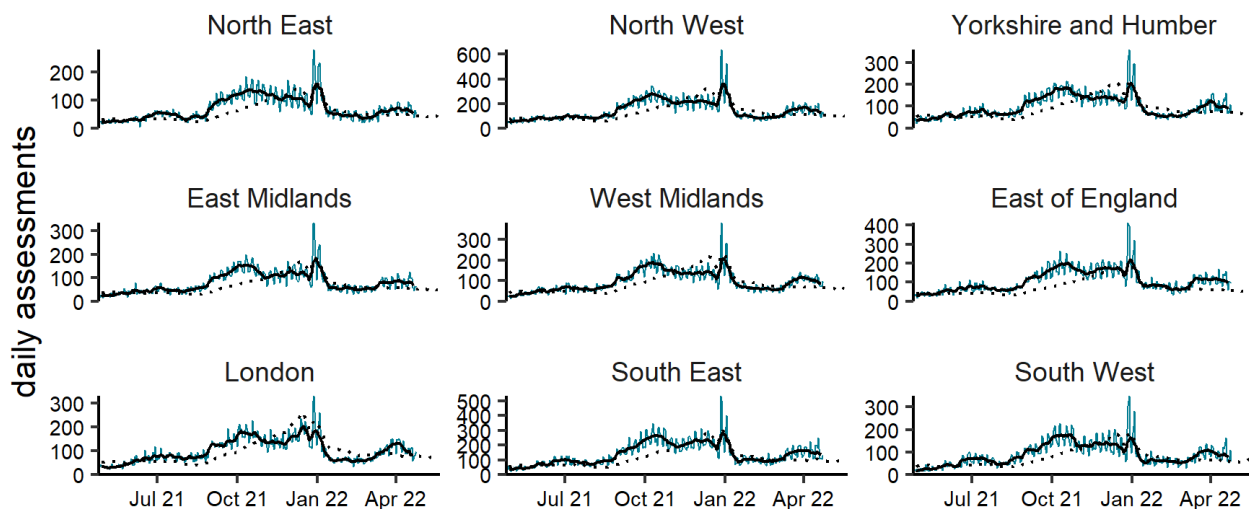 daily assessments
North East
200
100
0
North West
600
400
200
0
Yorkshire and Humber
300
200
100
0
East Midlands
300
200
100
0
West Midlands
300
200
100
0
East of England
400
300
200
100
0
London
300
200
100
0
South East
500
400
300
200
100
0
South West
300
200
100
0
Jul 21 Oct 21 Jan 22 Apr 22
Jul 21 Oct 21 Jan 22 Apr 22
Jul 21 Oct 21 Jan 22 Apr 22